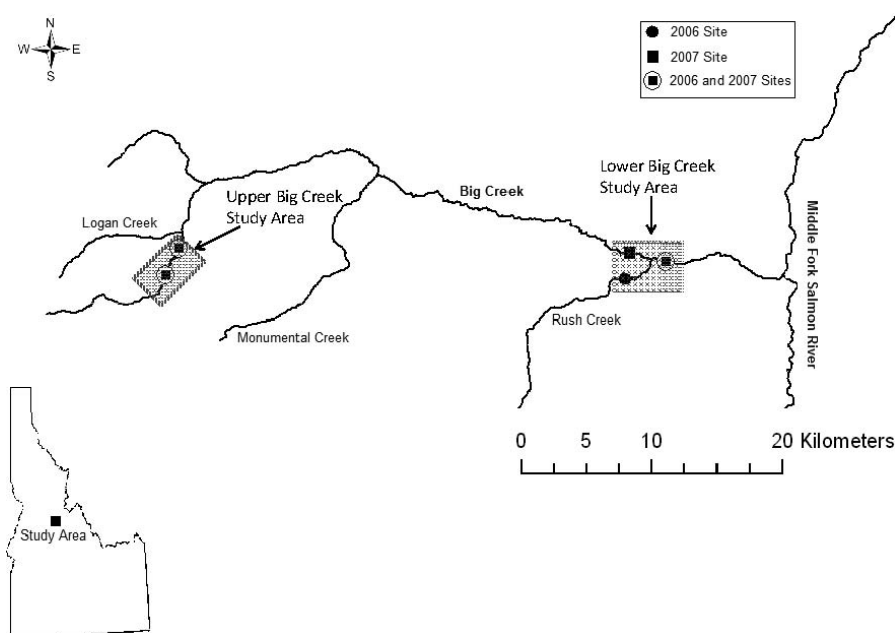 N
W E
S
2006 Site
2007 Site
2006 and 2007 Sites
Lower Big Creek
Study Area
Big Creek
Upper Big Creek
Study Area
Logan Creek
Monumental Creek
Rush Creek
Middle Fork Salmon River
0 5 10 20 Kilometers
Study Area